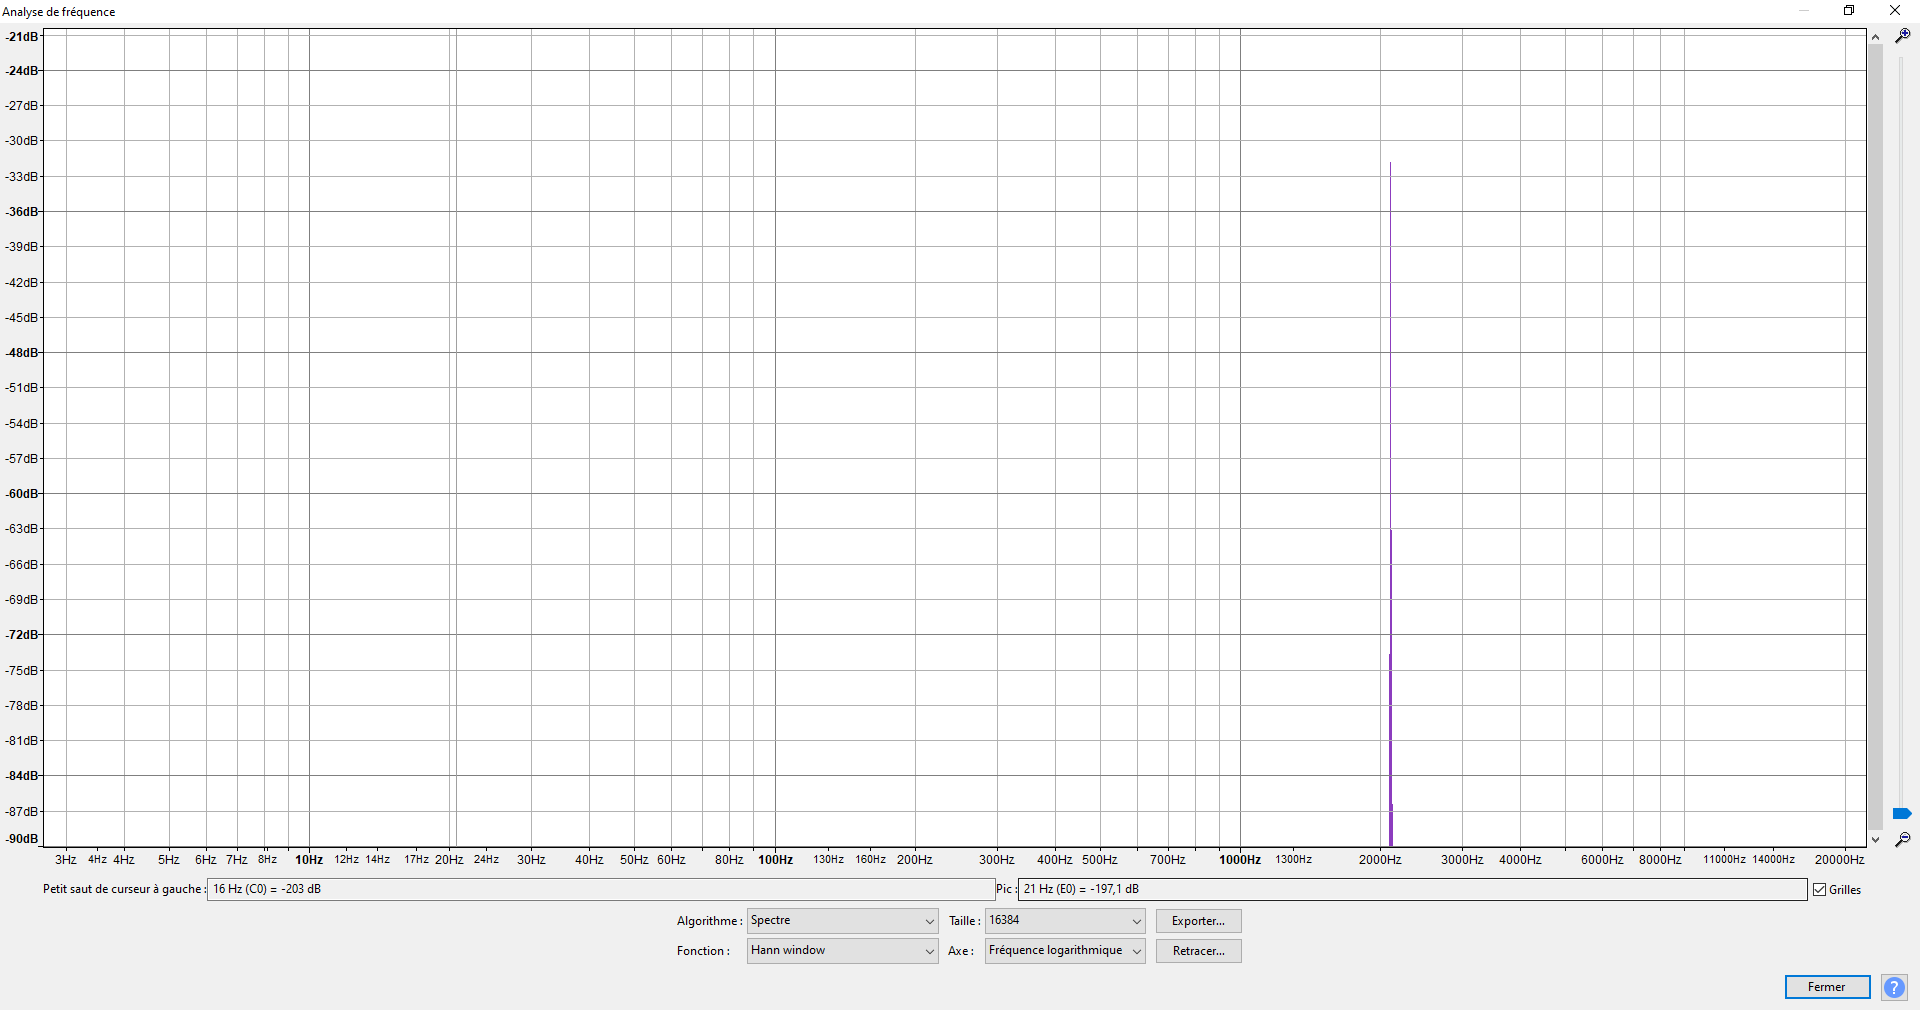 Analyse de fréquence
-21dB
-24dB
-27dB
-30dB
-33dB
-36dB
-39dB
-42dB
-45dB
-48dB
-51dB
-54dB
-57dB
-60dB
-63dB
-66dB
-69dB
-72dB
-75dB
-78dB
-81dB
-84dB
-87dB
-90dB
3Hz 4Hz 4Hz 5Hz 6Hz 7Hz 8Hz 10Hz 12Hz 14Hz 17Hz 20Hz 24Hz 30Hz 40Hz 50Hz 60Hz 80Hz 100Hz 130Hz 160Hz 200Hz 300Hz 400Hz 500Hz 700Hz 1000Hz 1300Hz 2000Hz 3000Hz 4000Hz 6000Hz 8000Hz 11000Hz 14000Hz 20000Hz
Petit saut de curseur à gauche : 16 Hz (C0) = -203 dB Pic : 21 Hz (E0) = -197,1 dB Grilles
Algorithme : Spectre Taille : 16384 Exporter...
Fonction : Hann window Axe : Fréquence logarithmique Retracer...
Fermer ?